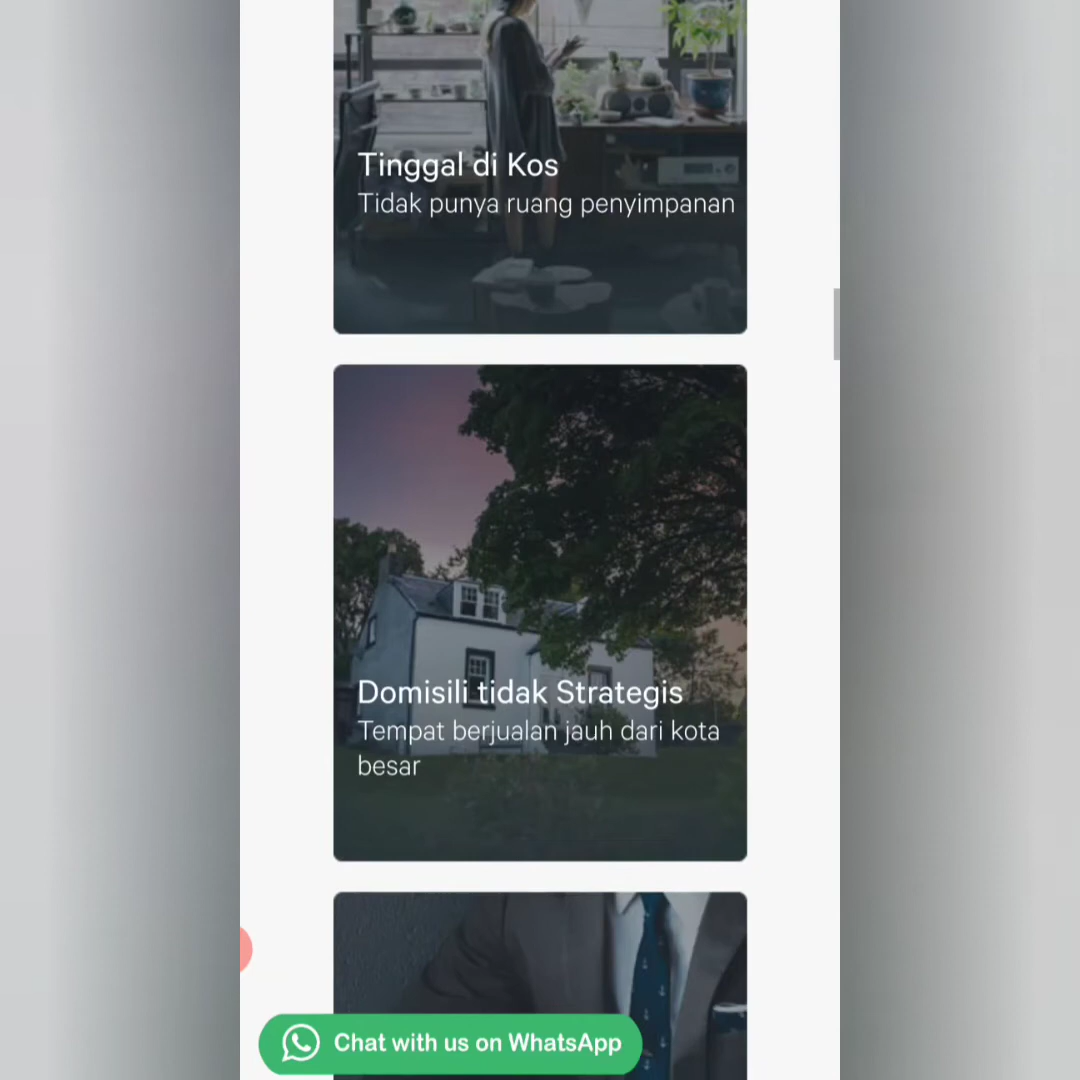 Tinggal di Kos
Tidak punya ruang penyimpanan
Domisili tidak Strategis
Tempat berjualan jauh dari kota
besar
Chat with us on WhatsApp